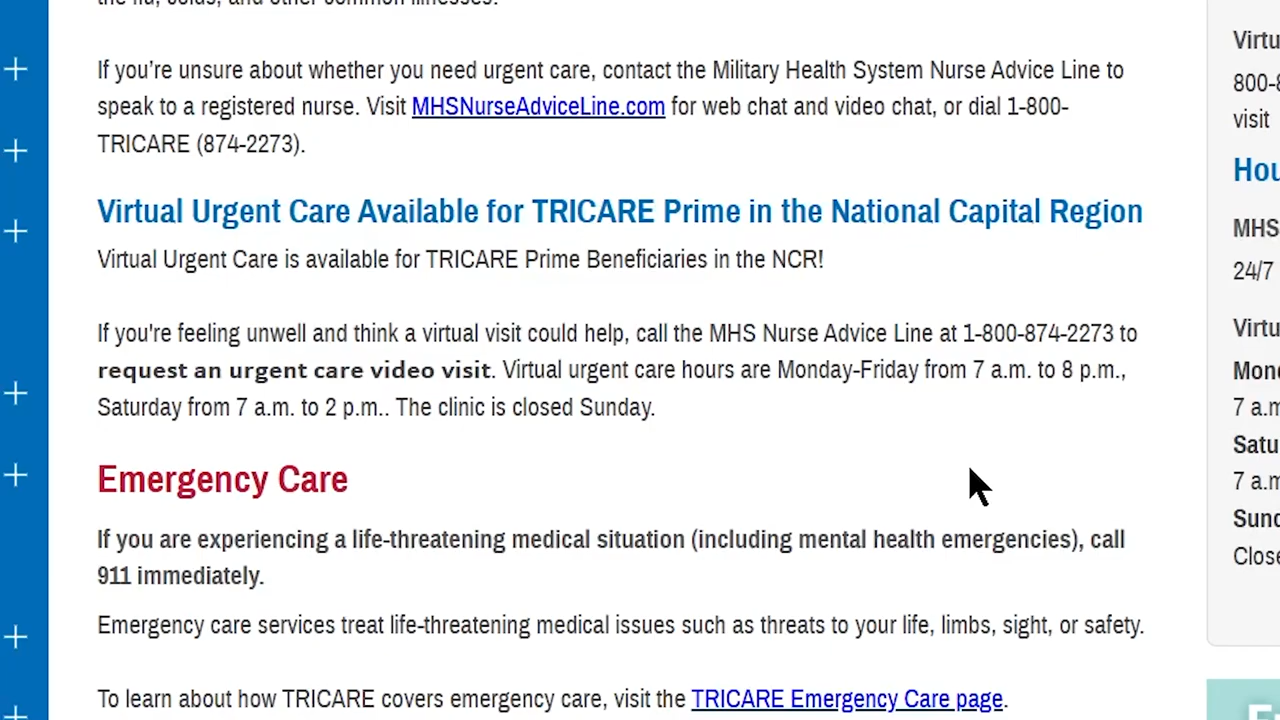 the flu, colds, and other common illnesses.
If you’re unsure about whether you need urgent care, contact the Military Health System Nurse Advice Line to
speak to a registered nurse. Visit MHSNurseAdviceLine.com for web chat and video chat, or dial 1-800-
TRICARE (874-2273).
Virtual Urgent Care Available for TRICARE Prime in the National Capital Region
Virtual Urgent Care is available for TRICARE Prime Beneficiaries in the NCR!
If you're feeling unwell and think a virtual visit could help, call the MHS Nurse Advice Line at 1-800-874-2273 to
request an urgent care video visit. Virtual urgent care hours are Monday-Friday from 7 a.m. to 8 p.m.,
Saturday from 7 a.m. to 2 p.m.. The clinic is closed Sunday.
Emergency Care
If you are experiencing a life-threatening medical situation (including mental health emergencies), call
911 immediately.
Emergency care services treat life-threatening medical issues such as threats to your life, limbs, sight, or safety.
To learn about how TRICARE covers emergency care, visit the TRICARE Emergency Care page.
visit
MHS
24/7
7 a.m
7 a.m